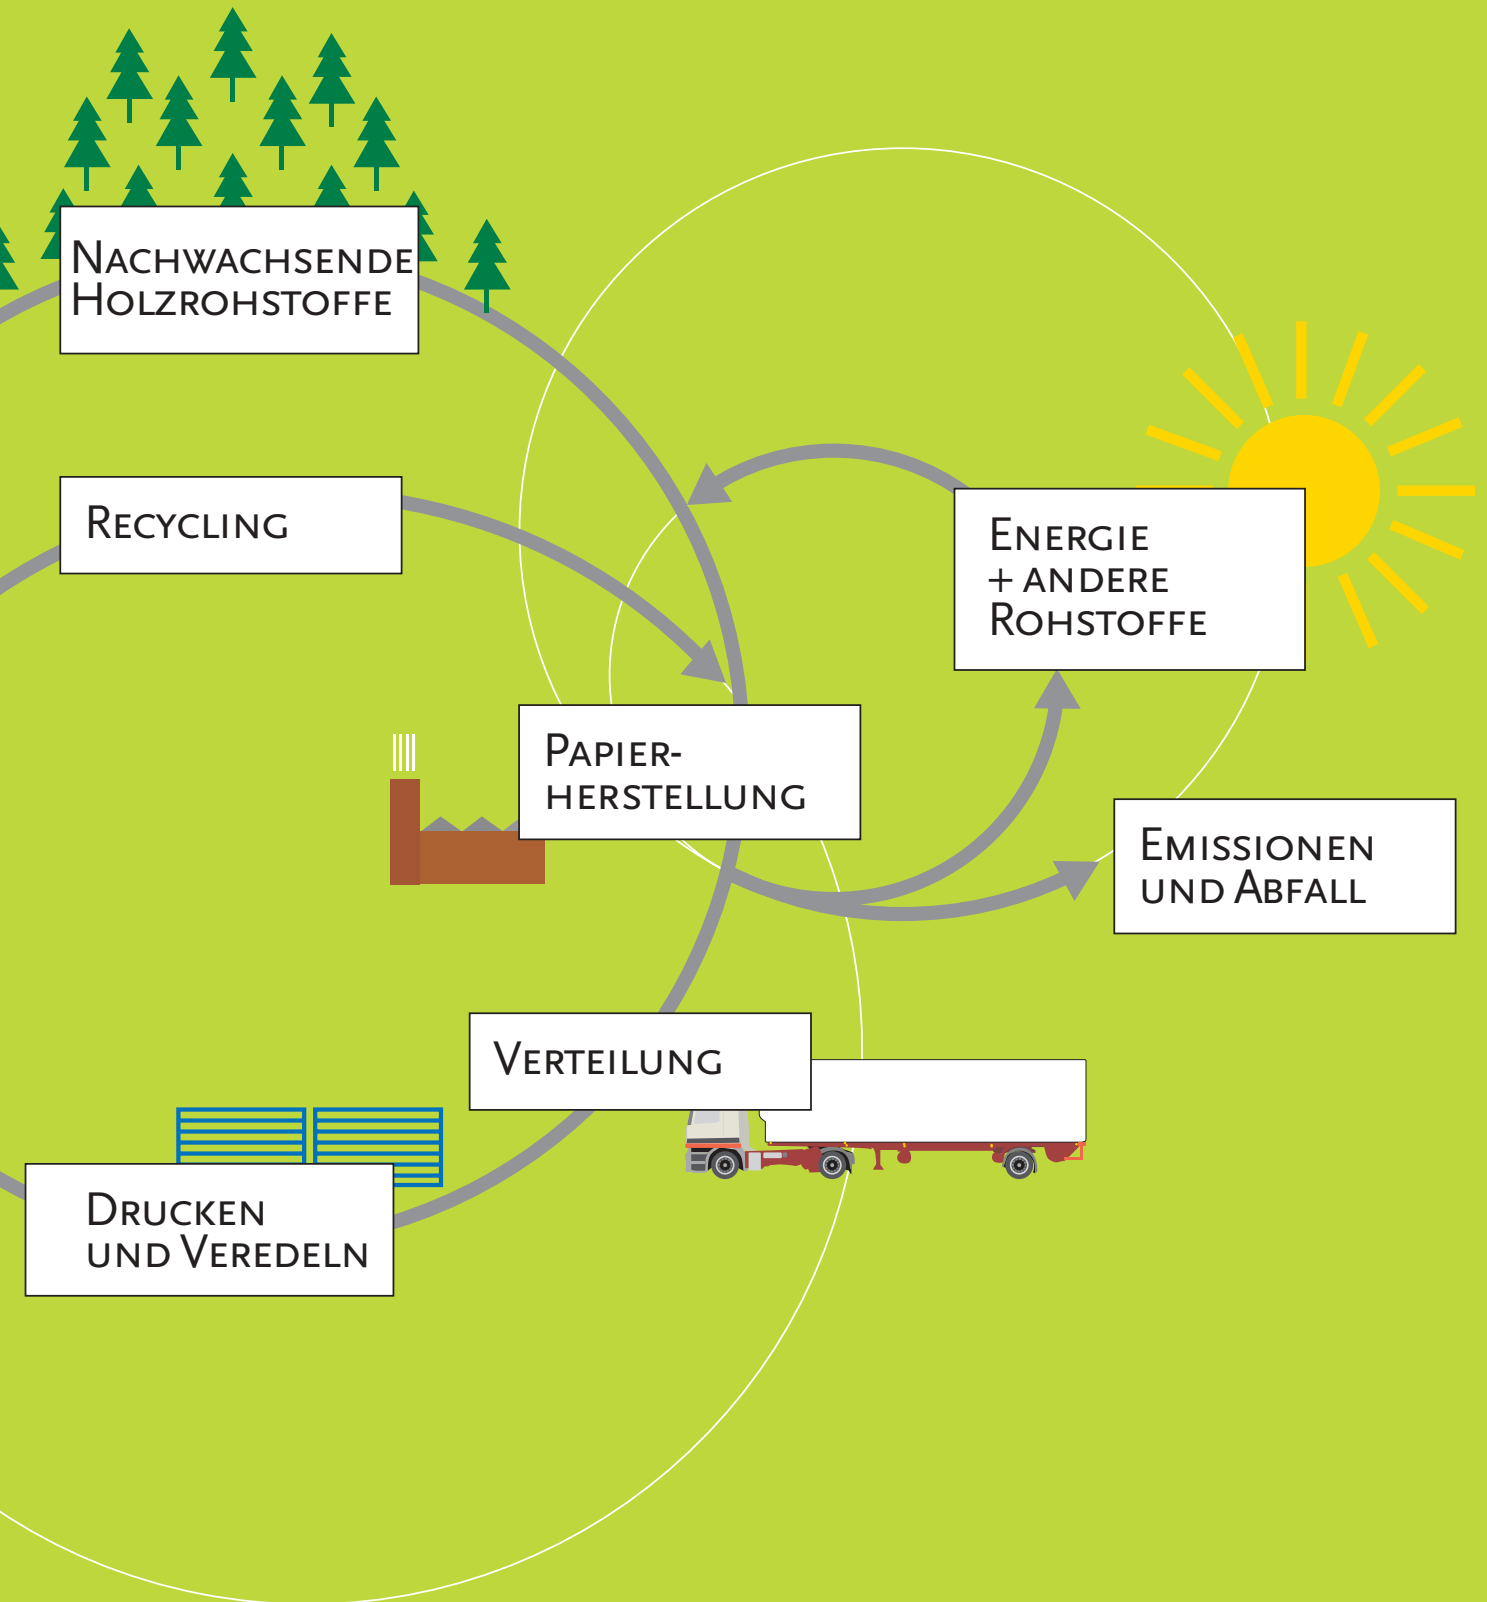 Nachwachsende
Holzrohstoffe
Recycling
Energie
+ andere
Rohstoffe
Papier-
herstellung
Emissionen
und Abfall
Verteilung
Drucken
und Veredeln